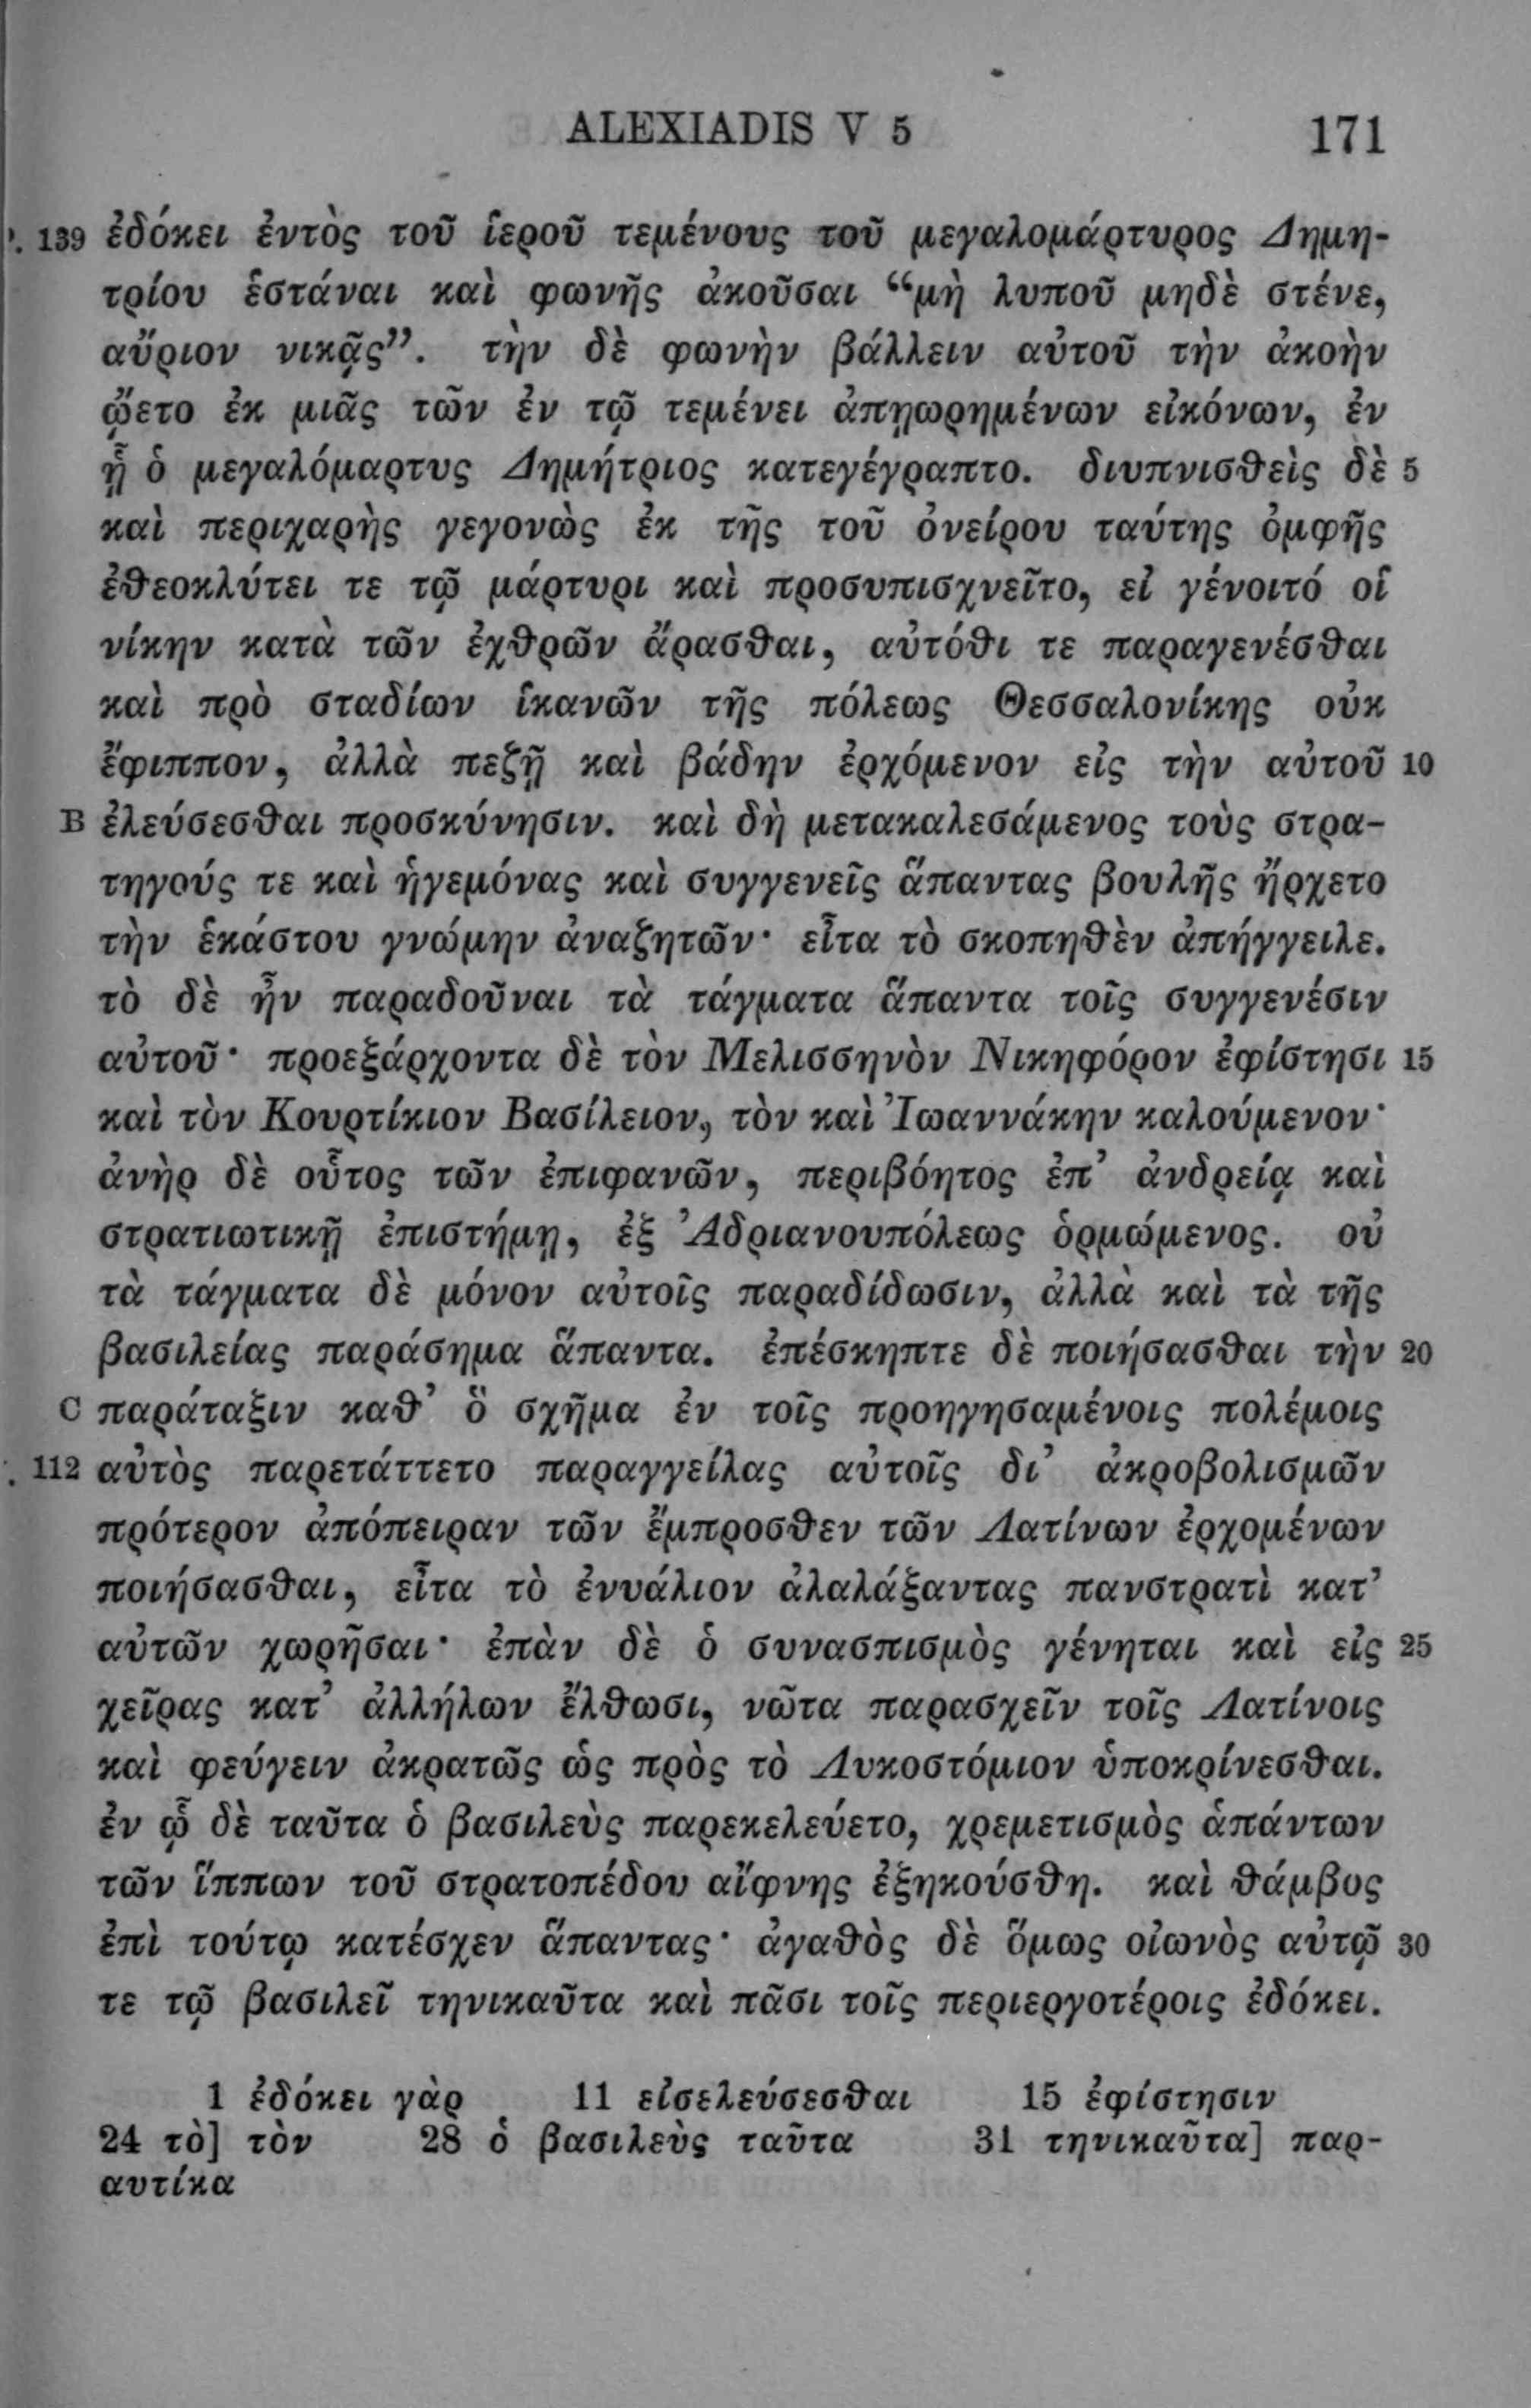 ALEXIADIS V 5 171
P. 139 ἐδόκει ἐντὸς τοῦ ἱεροῦ τεμένους τοῦ μεγαλομάρτυρος Δημη-
τρίου ἑστάναι καὶ φωνῆς ἀκοῦσαι “μὴ λυποῦ μηδὲ στένε,
αὔριον νικᾷς”. τὴν δὲ φωνὴν βάλλειν αὐτοῦ τὴν ἀκοὴν
ᾤετο ἐκ μιᾶς τῶν ἐν τῷ τεμένει ἀπῃωρημένων εἰκόνων, ἐν
ᾗ ὁ μεγαλόμαρτυς Δημήτριος κατεγέγραπτο. διυπνισθεὶς δὲ 5
καὶ περιχαρὴς γεγονὼς ἐκ τῆς τοῦ ὀνείρου ταύτης ὀμφῆς
ἐθεοκλύτει τε τῷ μάρτυρι καὶ προσυπισχνεῖτο, εἰ γένοιτό οἱ
νίκην κατὰ τῶν ἐχθρῶν ἄρασθαι, αὐτόθι τε παραγενέσθαι
καὶ πρὸ σταδίων ἱκανῶν τῆς πόλεως Θεσσαλονίκης οὐκ
ἔφιππον, ἀλλὰ πεζῇ καὶ βάδην ἐρχόμενον εἰς τὴν αὐτοῦ 10
B ἐλεύσεσθαι προσκύνησιν. καὶ δὴ μετακαλεσάμενος τοὺς στρα-
τηγούς τε καὶ ἡγεμόνας καὶ συγγενεῖς ἅπαντας βουλῆς ἤρχετο
τὴν ἑκάστου γνώμην ἀναζητῶν· εἶτα τὸ σκοπηθὲν ἀπήγγειλε.
τὸ δὲ ἦν παραδοῦναι τὰ τάγματα ἅπαντα τοῖς συγγενέσιν
αὐτοῦ· προεξάρχοντα δὲ τὸν Μελισσηνὸν Νικηφόρον ἐφίστησι 15
καὶ τὸν Κουρτίκιον Βασίλειον, τὸν καὶ Ἰωαννάκην καλούμενον·
ἀνὴρ δὲ οὗτος τῶν ἐπιφανῶν, περιβόητος ἐπ’ ἀνδρείᾳ καὶ
στρατιωτικῇ ἐπιστήμῃ, ἐξ Ἀδριανουπόλεως ὁρμώμενος. οὐ
τὰ τάγματα δὲ μόνον αὐτοῖς παραδίδωσιν, ἀλλὰ καὶ τὰ τῆς
βασιλείας παράσημα ἅπαντα. ἐπέσκηπτε δὲ ποιήσασθαι τὴν 20
C παράταξιν καθ’ ὃ σχῆμα ἐν τοῖς προηγησαμένοις πολέμοις
. 112 αὐτὸς παρετάττετο παραγγείλας αὐτοῖς δι’ ἀκροβολισμῶν
πρότερον ἀπόπειραν τῶν ἔμπροσθεν τῶν Λατίνων ἐρχομένων
ποιήσασθαι, εἶτα τὸ ἐνυάλιον ἀλαλάξαντας πανστρατὶ κατ’
αὐτῶν χωρῆσαι· ἐπὰν δὲ ὁ συνασπισμὸς γένηται καὶ εἰς 25
χεῖρας κατ’ ἀλλήλων ἔλθωσι, νῶτα παρασχεῖν τοῖς Λατίνοις
καὶ φεύγειν ἀκρατῶς ὡς πρὸς τὸ Λυκοστόμιον ὑποκρίνεσθαι.
ἐν ᾧ δὲ ταῦτα ὁ βασιλεὺς παρεκελεύετο, χρεμετισμὸς ἁπάντων
τῶν ἵππων τοῦ στρατοπέδου αἴφνης ἐξηκούσθη. καὶ θάμβος
ἐπὶ τούτῳ κατέσχεν ἅπαντας· ἀγαθὸς δὲ ὅμως οἰωνὸς αὐτῷ 30
τε τῷ βασιλεῖ τηνικαῦτα καὶ πᾶσι τοῖς περιεργοτέροις ἐδόκει.
1 ἐδόκει γὰρ 11 εἰσελεύσεσθαι 15 ἐφίστησιν
24 τὸ] τὸν 28 ὁ βασιλεὺς ταῦτα 31 τηνικαῦτα] παρ-
αυτίκα